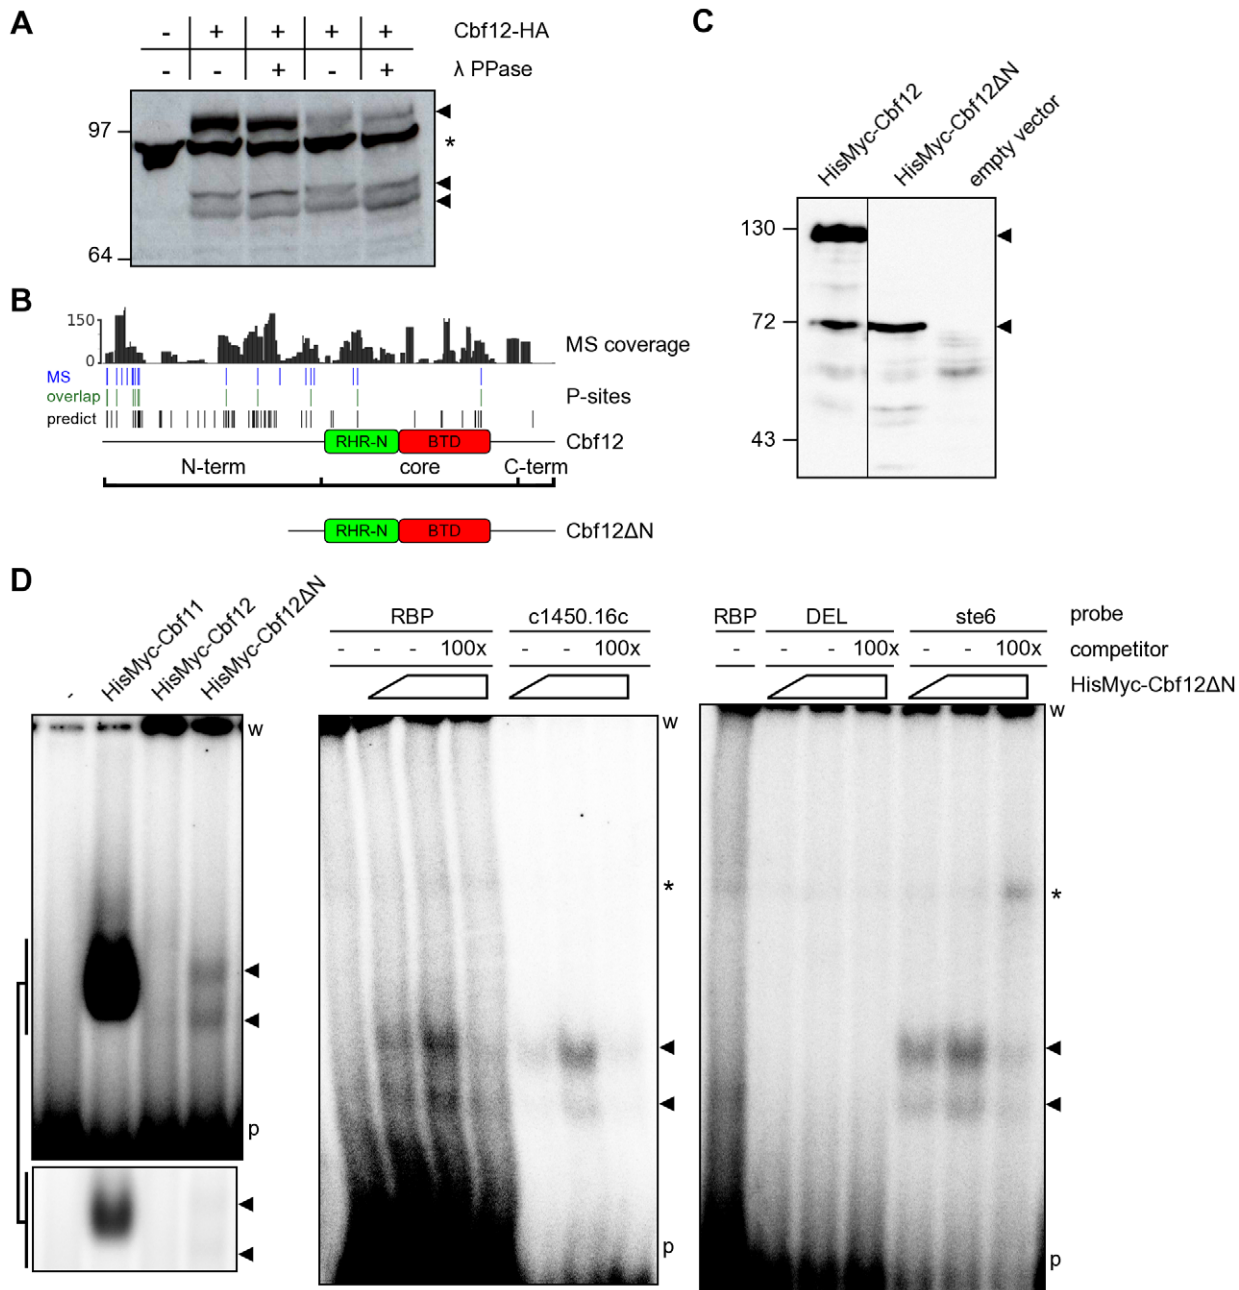 A
- + + + + Cbf12-HA
- - + - + λ PPase
97
*
64
B
150
0
MS coverage
MS
overlap
predict
P-sites
RHR-N BTD Cbf12
N-term core C-term
RHR-N BTD Cbf12ΔN
C
HisMyc-Cbf12
HisMyc-Cbf12ΔN
empty vector
130
72
43
D
-
HisMyc-Cbf11
HisMyc-Cbf12
HisMyc-Cbf12ΔN
w
p
RBP c1450.16c
- - - 100x - - 100x
w
*
p
RBP DEL ste6 probe
- - - 100x - - 100x competitor
HisMyc-Cbf12ΔN
w
*
p